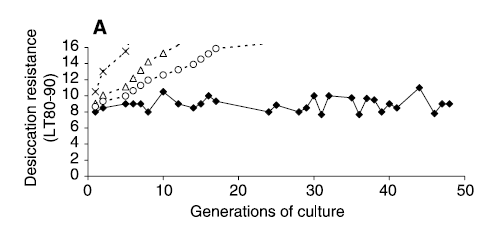 A
Desiccation resistance
(LT80-90)
16
14
12
10
8
6
4
2
0
0 10 20 30 40 50
Generations of culture